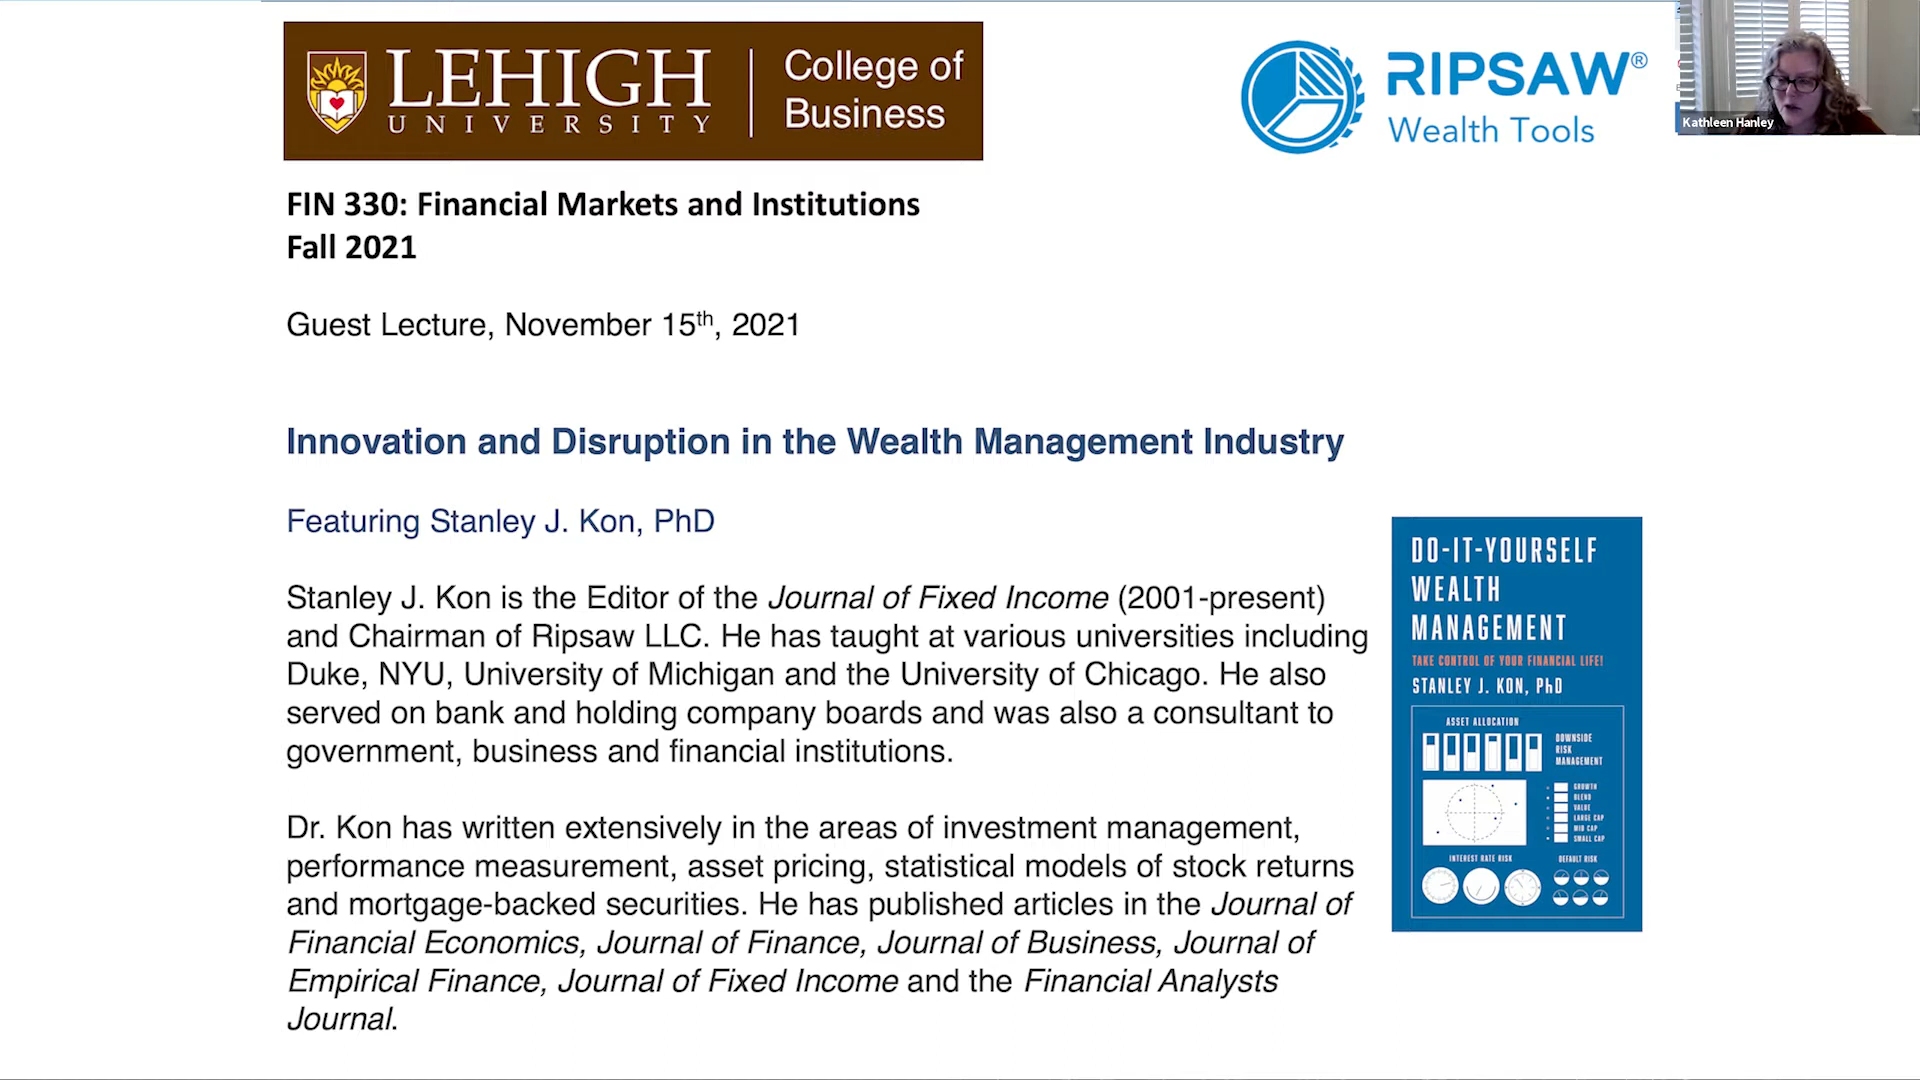 LEHIGH
UNIVERSITY
College of
Business
RIPSAW®
Wealth Tools
Kathleen Hanley
FIN 330: Financial Markets and Institutions
Fall 2021
Guest Lecture, November 15th, 2021
Innovation and Disruption in the Wealth Management Industry
Featuring Stanley J. Kon, PhD
Stanley J. Kon is the Editor of the Journal of Fixed Income (2001-present)
and Chairman of Ripsaw LLC. He has taught at various universities including
Duke, NYU, University of Michigan and the University of Chicago. He also
served on bank and holding company boards and was also a consultant to
government, business and financial institutions.
Dr. Kon has written extensively in the areas of investment management,
performance measurement, asset pricing, statistical models of stock returns
and mortgage-backed securities. He has published articles in the Journal of
Financial Economics, Journal of Finance, Journal of Business, Journal of
Empirical Finance, Journal of Fixed Income and the Financial Analysts
Journal.
DO-IT-YOURSELF
WEALTH
MANAGEMENT
TAKE CONTROL OF YOUR FINANCIAL LIFE!
STANLEY J. KON, PhD
ASSET ALLOCATION
DOWNSIDE
RISK
MANAGEMENT
GROWTH
BLEND
VALUE
LARGE CAP
MID CAP
SMALL CAP
INTEREST RATE RISK
DEFAULT RISK